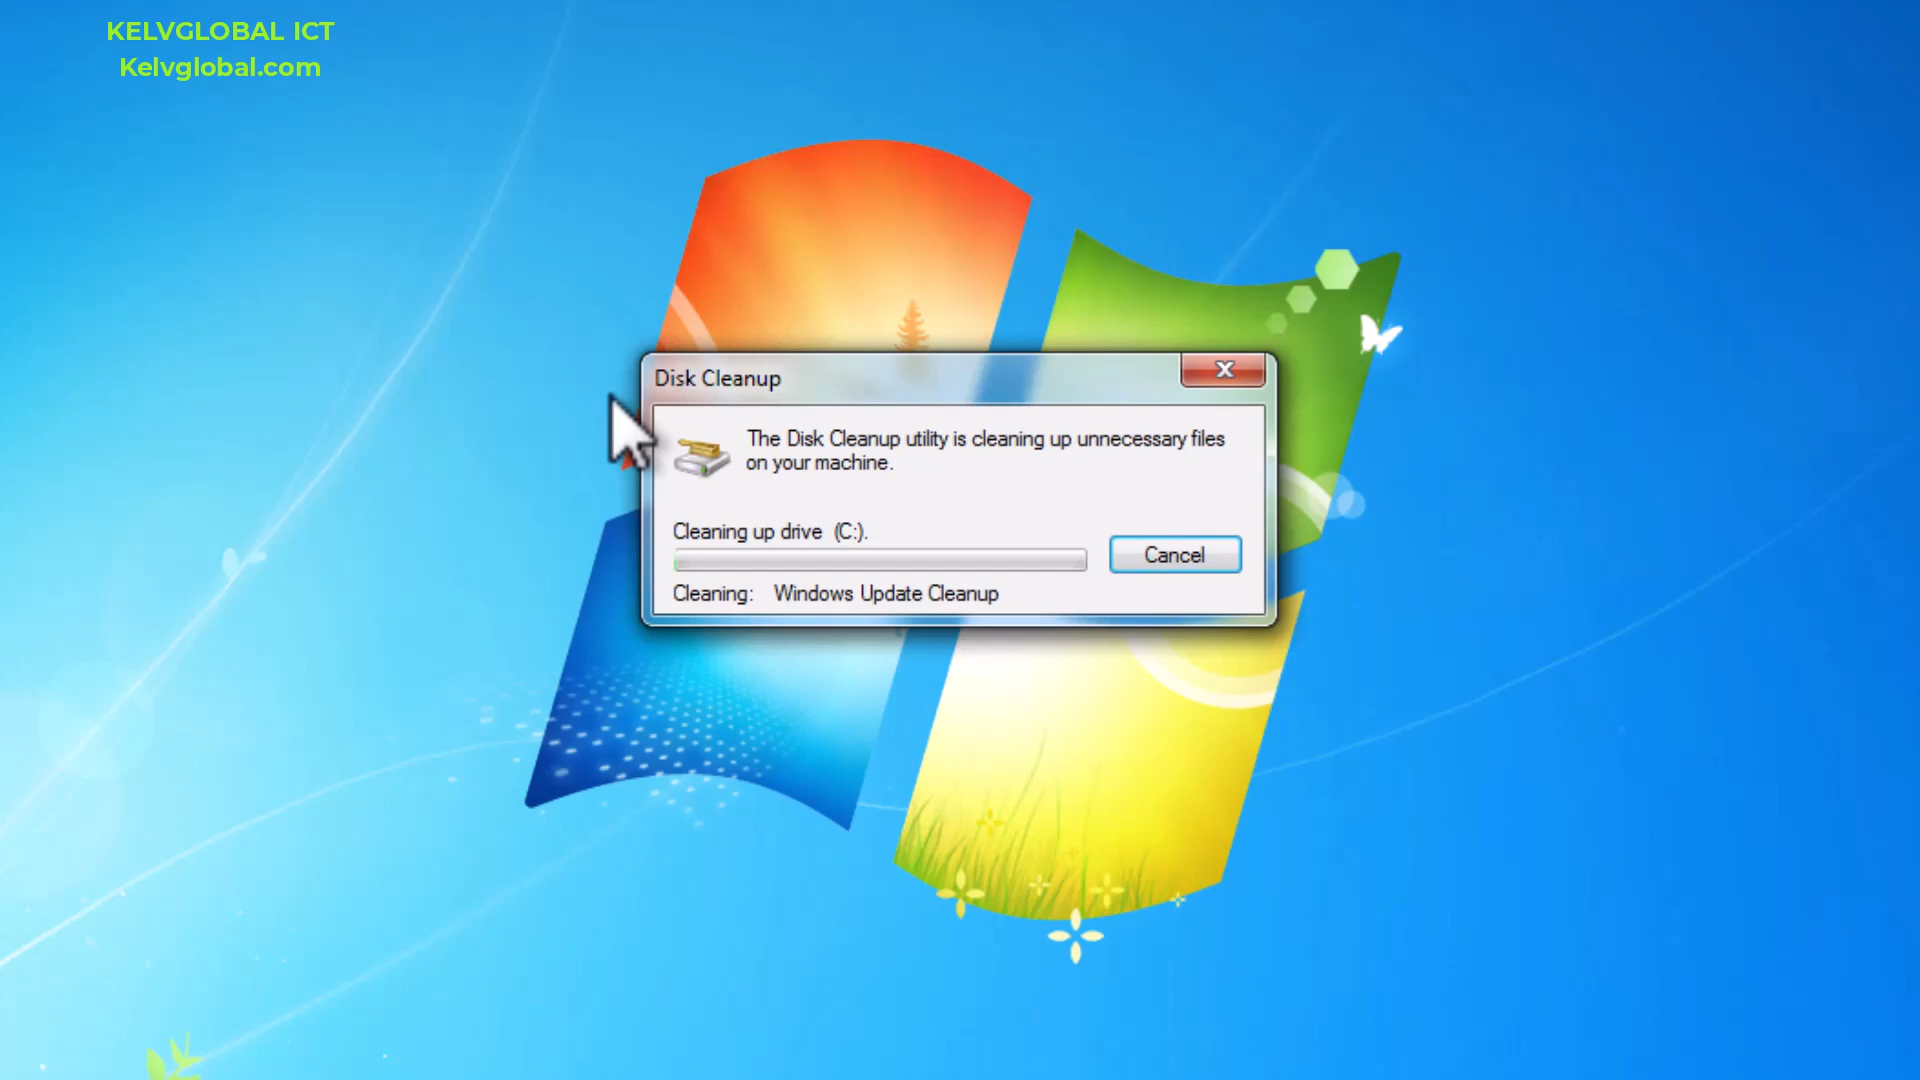 KELVGLOBAL ICT
Kelvglobal.com
Disk Cleanup
The Disk Cleanup utility is cleaning up unnecessary files
on your machine.
Cleaning up drive  (C:).
Cancel
Cleaning:   Windows Update Cleanup